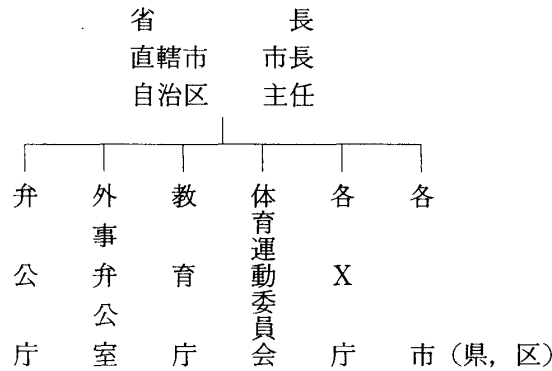 省 長
直轄市 市長
自治区 主任
弁公庁
外事弁公室
教育庁
体育運動委員会
各X庁
各市（県，区）